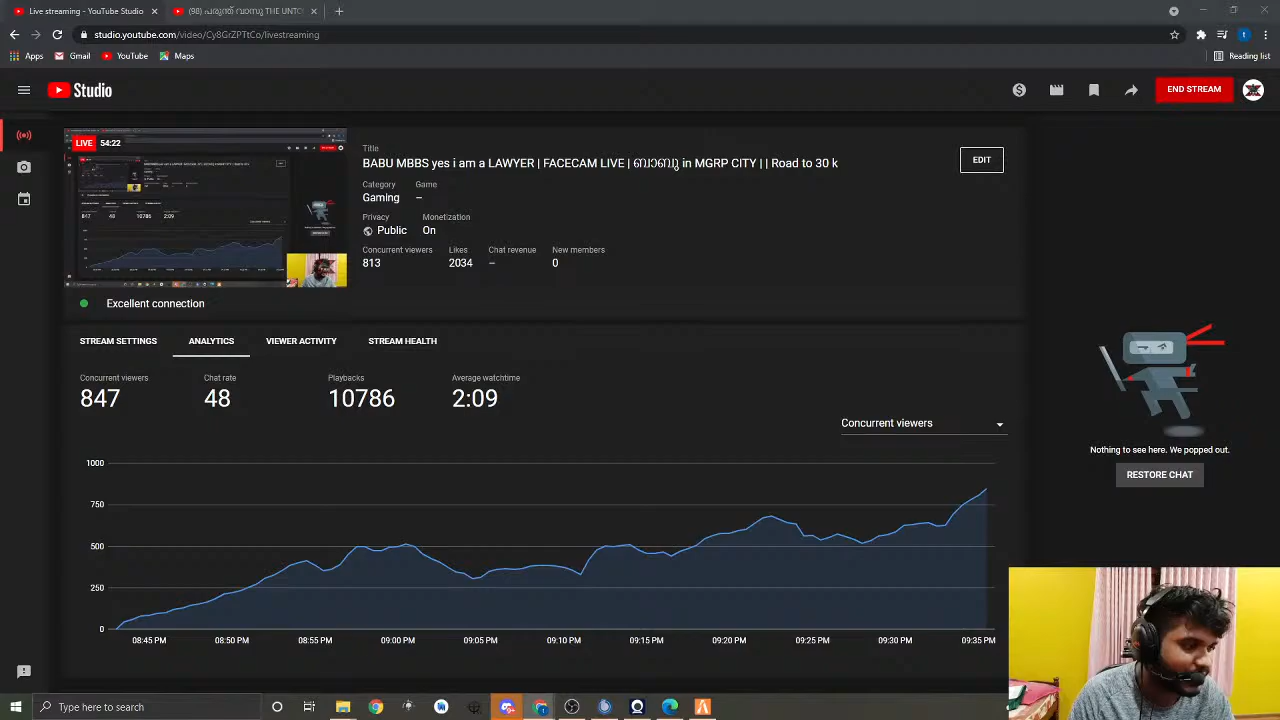 Live streaming - YouTube Studio
(98) പരുന്ത് വാസു THE UNTO
studio.youtube.com/video/Cy8GrZPTtCo/livestreaming
Apps Gmail YouTube Maps Reading list
Studio
END STREAM
LIVE 54:22
Title
BABU MBBS yes i am a LAWYER | FACECAM LIVE | in MGRP CITY | | Road to 30 k
EDIT
Category Game
Gaming –
Privacy Monetization
Public On
Concurrent viewers Likes Chat revenue New members
813 2034 – 0
Excellent connection
STREAM SETTINGS ANALYTICS VIEWER ACTIVITY STREAM HEALTH
Concurrent viewers Chat rate Playbacks Average watchtime
847 48 10786 2:09
Concurrent viewers
Nothing to see here. We popped out.
RESTORE CHAT
1000
750
500
250
0
08:45 PM 08:50 PM 08:55 PM 09:00 PM 09:05 PM 09:10 PM 09:15 PM 09:20 PM 09:25 PM 09:30 PM 09:35 PM
Type here to search